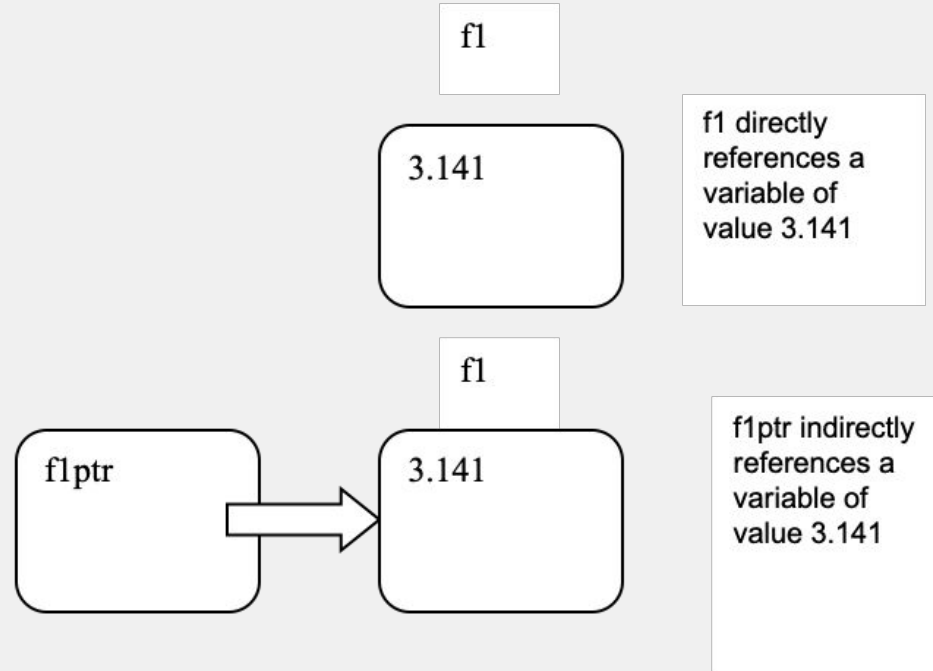 f1
3.141
f1 directly
references a
variable of
value 3.141
f1
f1ptr
3.141
f1ptr indirectly
references a
variable of
value 3.141